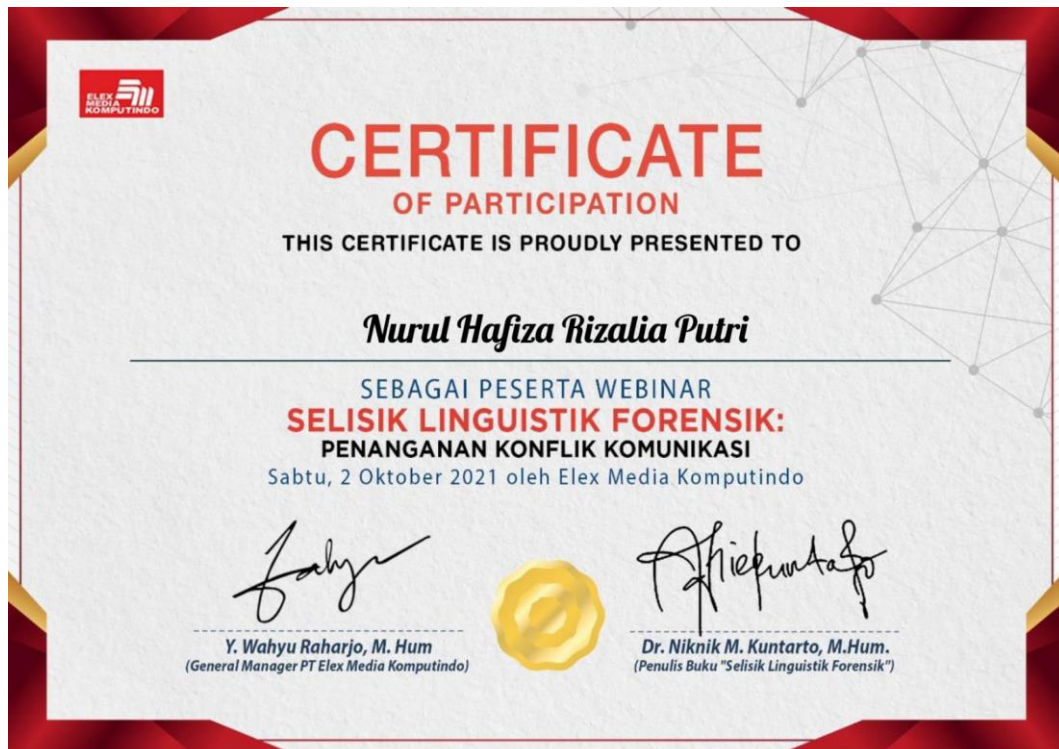 ELEX
MEDIA
KOMPUTINDO
CERTIFICATE
OF PARTICIPATION
THIS CERTIFICATE IS PROUDLY PRESENTED TO
Nurul Hafiza Rizalia Putri
SEBAGAI PESERTA WEBINAR
SELISIK LINGUISTIK FORENSIK:
PENANGANAN KONFLIK KOMUNIKASI
Sabtu, 2 Oktober 2021 oleh Elex Media Komputindo
Y. Wahyu Raharjo, M. Hum
(General Manager PT Elex Media Komputindo)
Dr. Niknik M. Kuntarto, M.Hum.
(Penulis Buku "Selisik Linguistik Forensik")